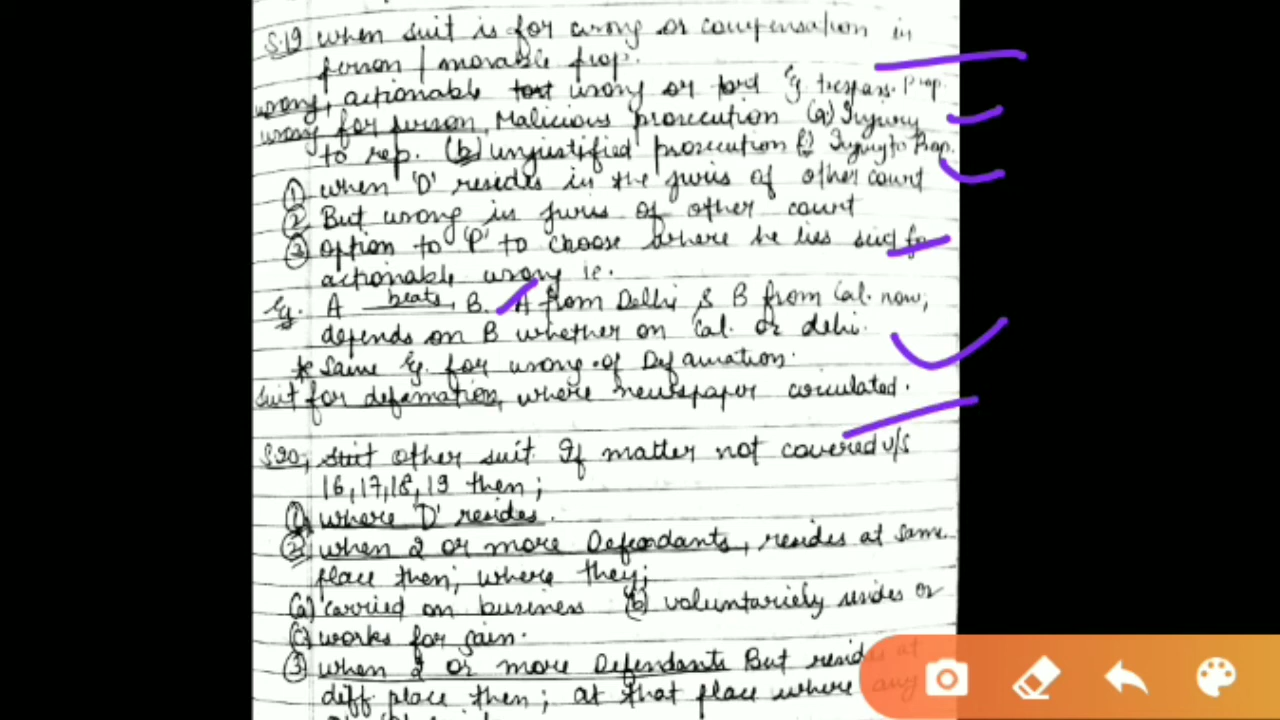 S.19 when suit is for wrong or compensation in
person / movable prop.
wrong, actionable tort wrong or tort Eg trespass. Prop.
wrong for person, Malicious prosecution (a) Injury
to rep. (b) unjustified prosecution (c) Injury to Prop.
① when 'D' resides in the juris of other court
② But wrong in juris of other court
③ option to 'P' to choose where he lies suit for
actionable wrong ie.
Eg. A beats B. A from Delhi & B from Cal. now,
depends on B whether on Cal. or delhi.
* Same Eg. for wrong of Defamation.
suit for defamation, where newspaper circulated.
S20, suit other suit. If matter not covered u/s
16,17,18,19 then;
① where 'D' resides.
② when 2 or more Defendants, resides at same
place then; where they;
(a) carried on business (b) voluntariely resides or
(c) works for gain.
③ when 2 or more Defendants But resides at
diff place then; at that place where any